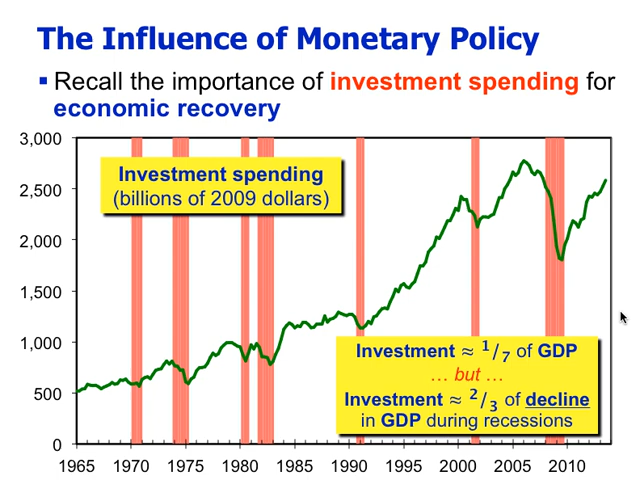 The Influence of Monetary Policy
▪ Recall the importance of investment spending for
economic recovery
3,000
2,500
2,000
1,500
1,000
500
0
Investment spending
(billions of 2009 dollars)
Investment ≈ 1/7 of GDP
… but …
Investment ≈ 2/3 of decline
in GDP during recessions
1965 1970 1975 1980 1985 1990 1995 2000 2005 2010